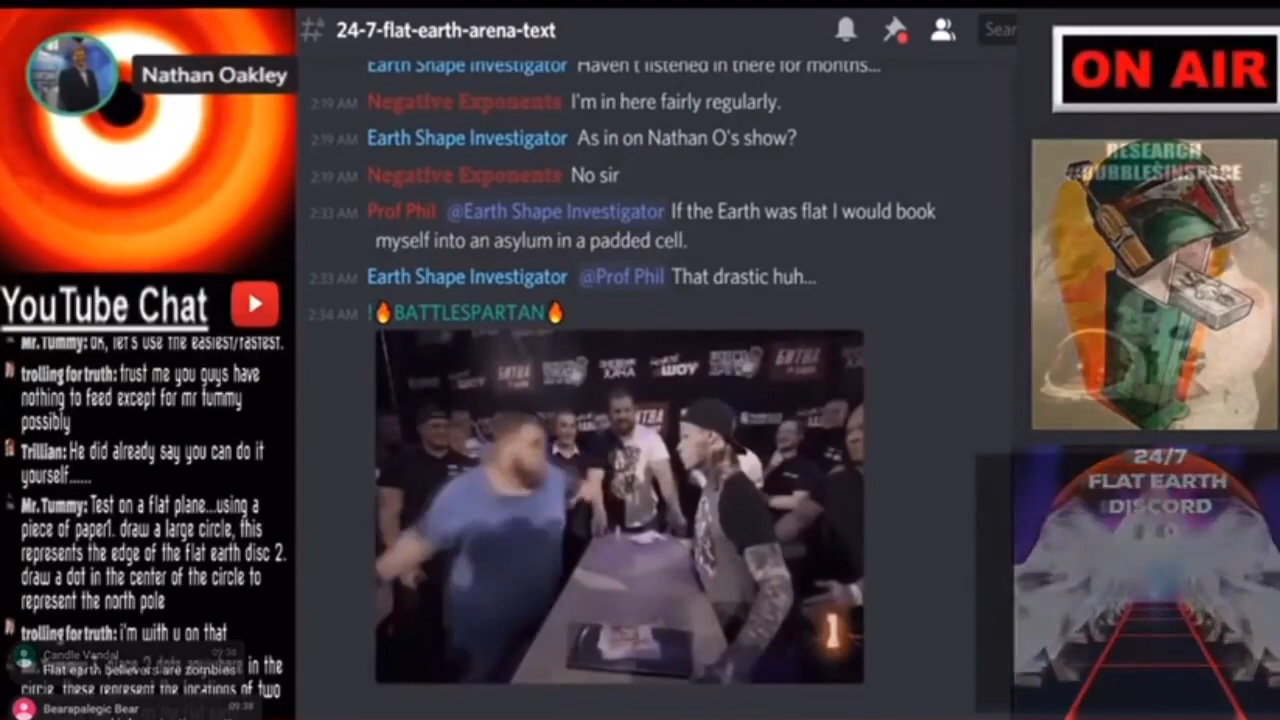 Nathan Oakley
YouTube Chat
Mr.Tummy: OK, let's use the easiest/fastest.
trolling for truth: trust me you guys have
nothing to feed except for mr tummy
possibly
Trillian: He did already say you can do it
yourself......
Mr.Tummy: Test on a flat plane...using a
piece of paper1. draw a large circle, this
represents the edge of the flat earth disc 2.
draw a dot in the center of the circle to
represent the north pole
trolling for truth: i'm with u on that
Candle Vandal 09:38
Flat earth believers are zombies
in the
circle, these represent the locations of two
Bearapalegic Bear 09:38
# 24-7-flat-earth-arena-text
Sear
Earth Shape Investigator Haven't listened in there for months...
2:19 AM Negative Exponents I'm in here fairly regularly.
2:19 AM Earth Shape Investigator As in on Nathan O's show?
2:19 AM Negative Exponents No sir
2:33 AM Prof Phil @Earth Shape Investigator If the Earth was flat I would book
myself into an asylum in a padded cell.
2:33 AM Earth Shape Investigator @Prof Phil That drastic huh...
2:34 AM !🔥BATTLESPARTAN🔥
БИТВА
ШОУ
1
ON AIR
RESEARCH
24/7
FLAT EARTH
DISCORD